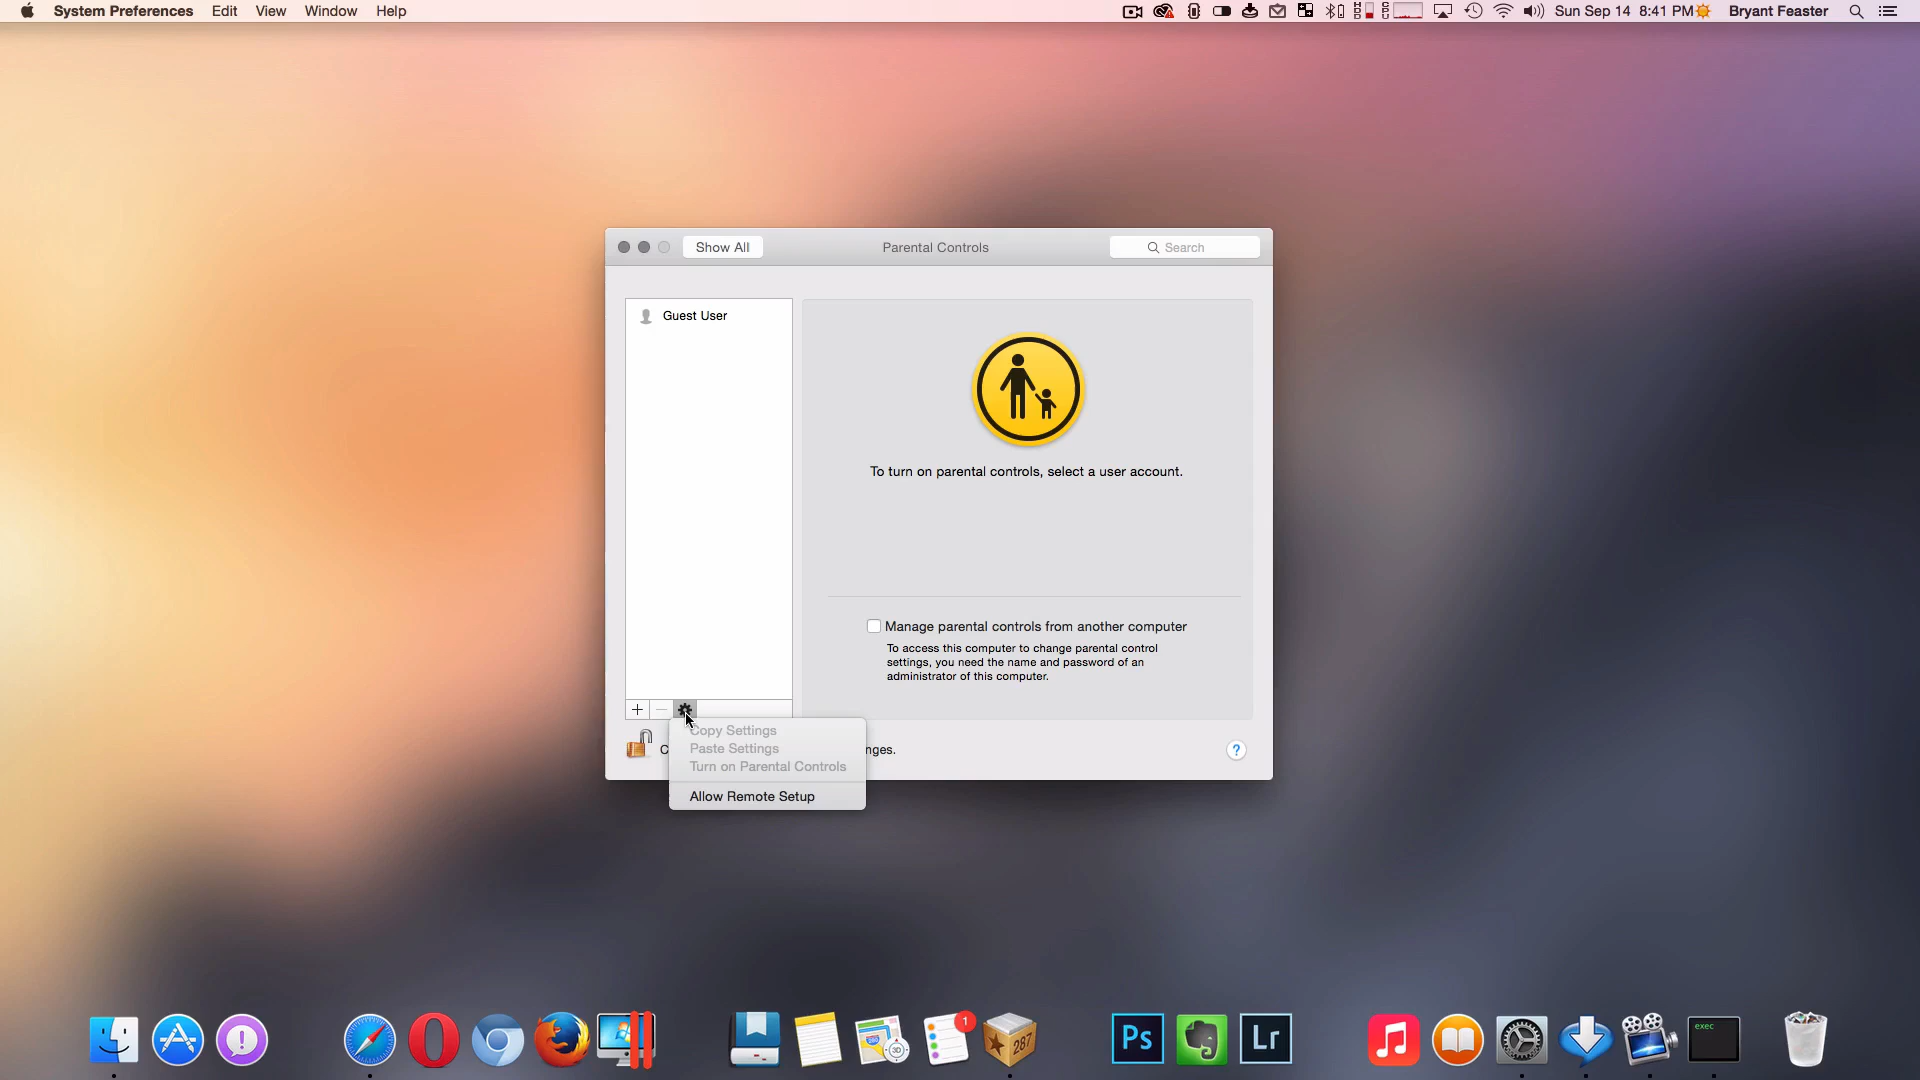 System Preferences Edit View Window Help
Sun Sep 14 8:41 PM Bryant Feaster
Show All
Parental Controls
Search
Guest User
To turn on parental controls, select a user account.
Manage parental controls from another computer
To access this computer to change parental control
settings, you need the name and password of an
administrator of this computer.
Copy Settings
Paste Settings
Turn on Parental Controls
Allow Remote Setup
C
nges.
?
1
3D
287
Ps
Lr
exec